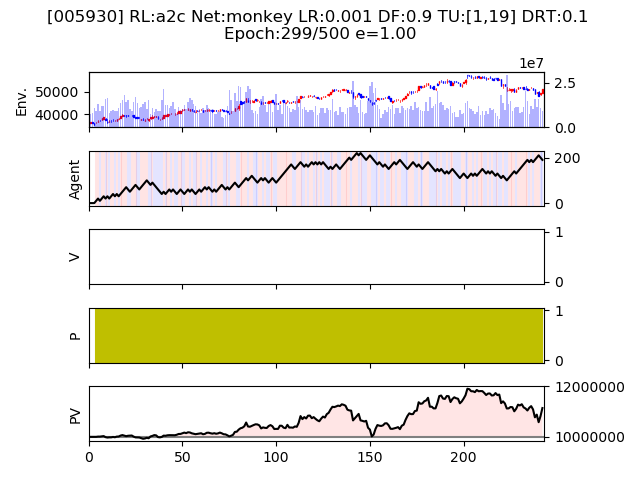 [005930] RL:a2c Net:monkey LR:0.001 DF:0.9 TU:[1,19] DRT:0.1
Epoch:299/500 e=1.00
1e7
Env.
50000
40000
2.5
0.0
Agent
200
0
V
1
0
P
1
0
PV
12000000
10000000
0 50 100 150 200